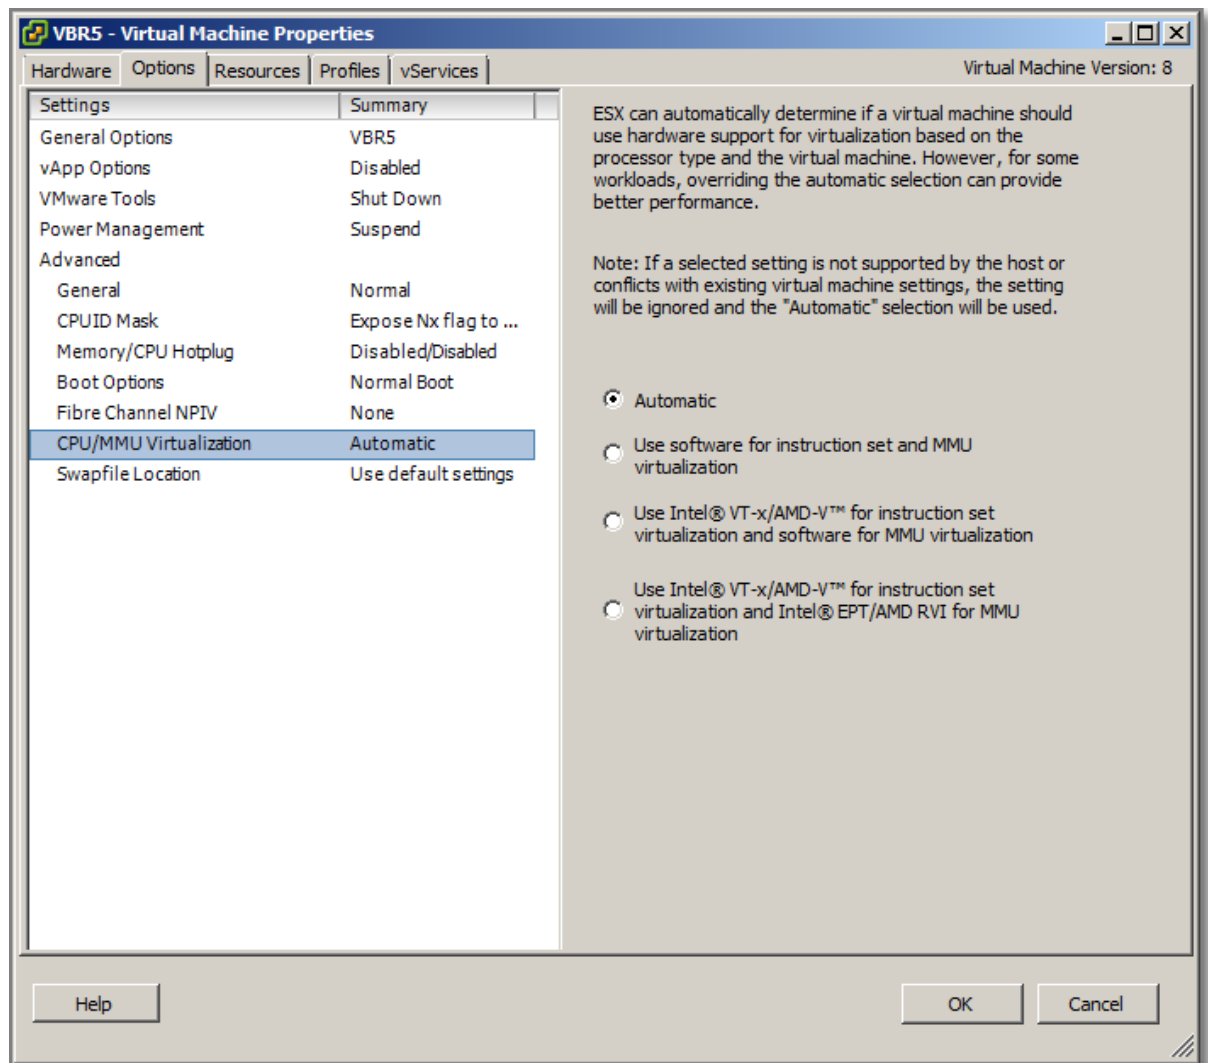 VBR5 - Virtual Machine Properties
Hardware Options Resources Profiles vServices Virtual Machine Version: 8
Settings Summary
General Options VBR5
vApp Options Disabled
VMware Tools Shut Down
Power Management Suspend
Advanced
General Normal
CPUID Mask Expose Nx flag to ...
Memory/CPU Hotplug Disabled/Disabled
Boot Options Normal Boot
Fibre Channel NPIV None
CPU/MMU Virtualization Automatic
Swapfile Location Use default settings
ESX can automatically determine if a virtual machine should
use hardware support for virtualization based on the
processor type and the virtual machine. However, for some
workloads, overriding the automatic selection can provide
better performance.
Note: If a selected setting is not supported by the host or
conflicts with existing virtual machine settings, the setting
will be ignored and the "Automatic" selection will be used.
Automatic
Use software for instruction set and MMU
virtualization
Use Intel® VT-x/AMD-V™ for instruction set
virtualization and software for MMU virtualization
Use Intel® VT-x/AMD-V™ for instruction set
virtualization and Intel® EPT/AMD RVI for MMU
virtualization
Help OK Cancel